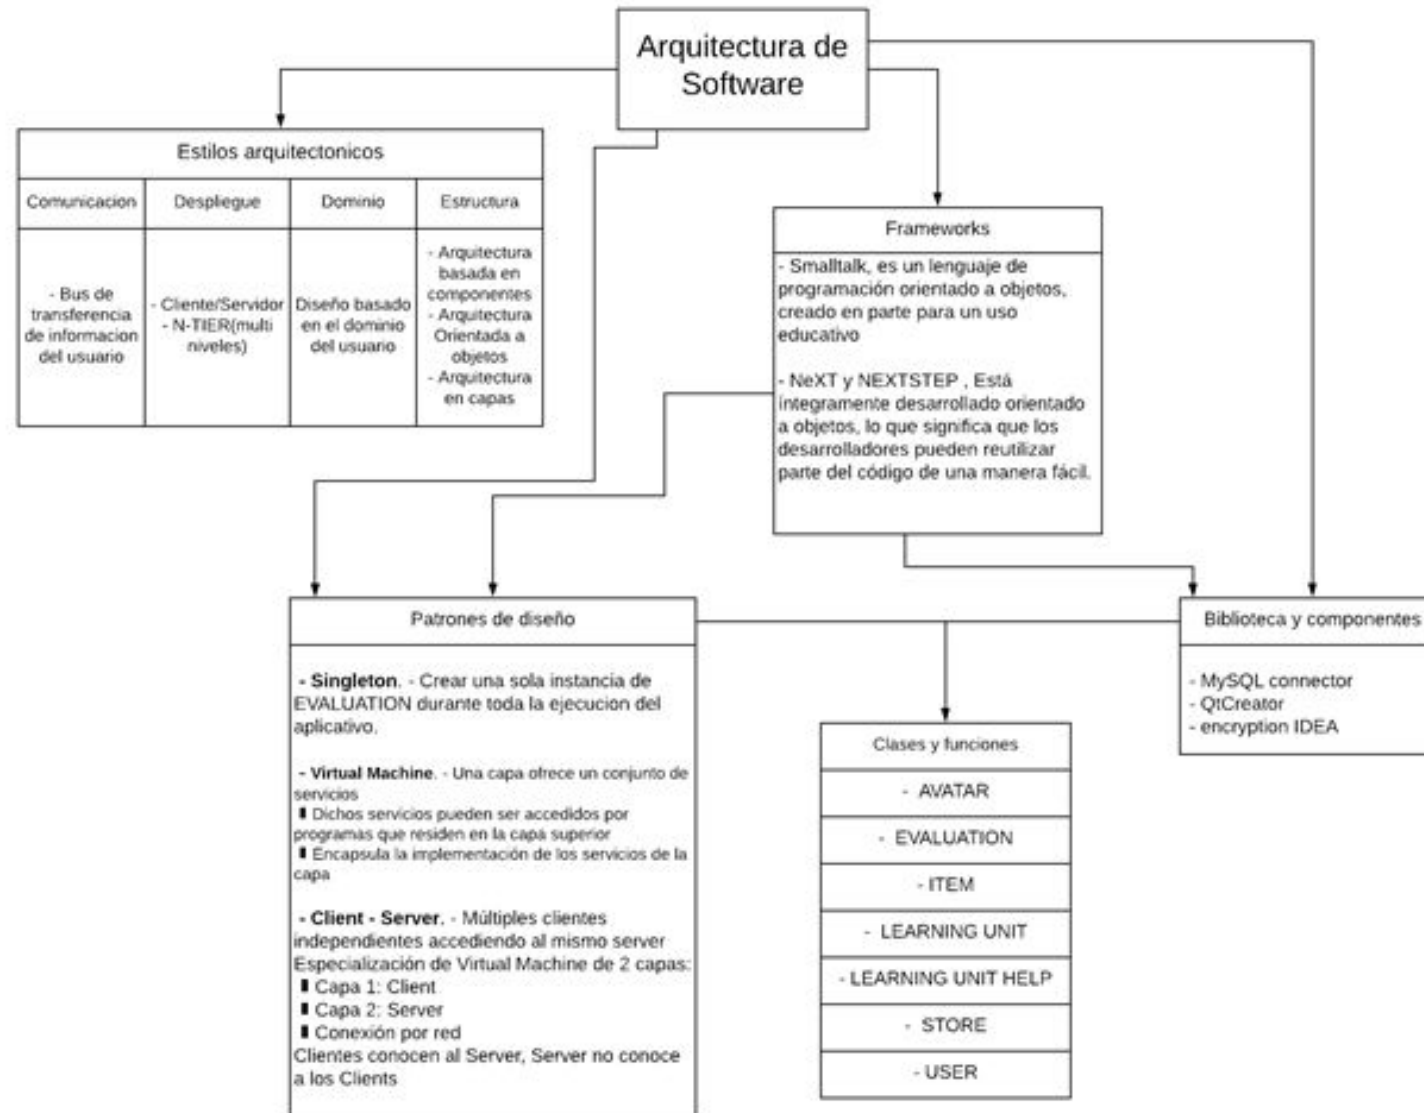 Arquitectura de
Software
Estilos arquitectonicos
Comunicacion
Despliegue
Dominio
Estructura
- Bus de
transferencia
de informacion
del usuario
- Cliente/Servidor
- N-TIER(multi
niveles)
Diseño basado
en el dominio
del usuario
- Arquitectura
basada en
componentes
- Arquitectura
Orientada a
objetos
- Arquitectura
en capas
Frameworks
- Smalltalk, es un lenguaje de
programación orientado a objetos,
creado en parte para un uso
educativo
- NeXT y NEXTSTEP , Está
íntegramente desarrollado orientado
a objetos, lo que significa que los
desarrolladores pueden reutilizar
parte del código de una manera fácil.
Patrones de diseño
- Singleton. - Crear una sola instancia de
EVALUATION durante toda la ejecucion del
aplicativo.
- Virtual Machine. - Una capa ofrece un conjunto de
servicios
▮ Dichos servicios pueden ser accedidos por
programas que residen en la capa superior
▮ Encapsula la implementación de los servicios de la
capa
- Client - Server. - Múltiples clientes
independientes accediendo al mismo server
Especialización de Virtual Machine de 2 capas:
▮ Capa 1: Client
▮ Capa 2: Server
▮ Conexión por red
Clientes conocen al Server, Server no conoce
a los Clients
Clases y funciones
- AVATAR
- EVALUATION
- ITEM
- LEARNING UNIT
- LEARNING UNIT HELP
- STORE
- USER
Biblioteca y componentes
- MySQL connector
- QtCreator
- encryption IDEA